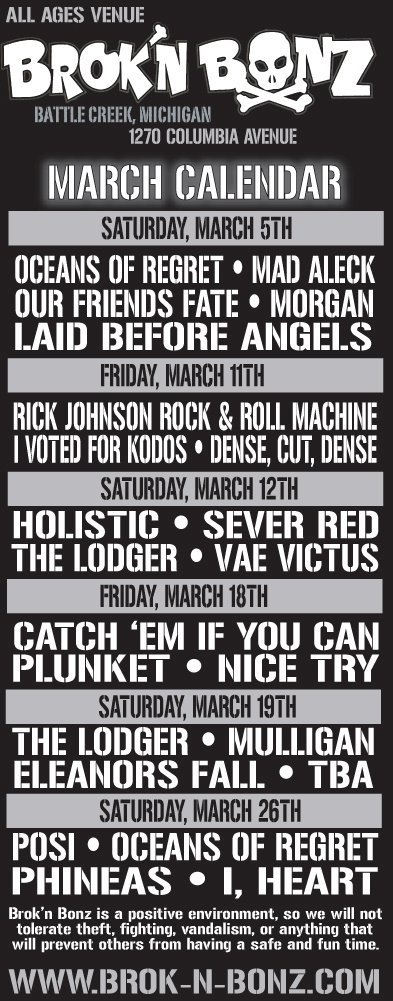 ALL AGES VENUE
BROK'N BONZ
BATTLE CREEK, MICHIGAN
1270 COLUMBIA AVENUE
MARCH CALENDAR
SATURDAY, MARCH 5TH
OCEANS OF REGRET • MAD ALECK
OUR FRIENDS FATE • MORGAN
LAID BEFORE ANGELS
FRIDAY, MARCH 11TH
RICK JOHNSON ROCK & ROLL MACHINE
I VOTED FOR KODOS • DENSE, CUT, DENSE
SATURDAY, MARCH 12TH
HOLISTIC • SEVER RED
THE LODGER • VAE VICTUS
FRIDAY, MARCH 18TH
CATCH ‘EM IF YOU CAN
PLUNKET • NICE TRY
SATURDAY, MARCH 19TH
THE LODGER • MULLIGAN
ELEANORS FALL • TBA
SATURDAY, MARCH 26TH
POSI • OCEANS OF REGRET
PHINEAS • I, HEART
Brok'n Bonz is a positive environment, so we will not
tolerate theft, fighting, vandalism, or anything that
will prevent others from having a safe and fun time.
WWW.BROK-N-BONZ.COM